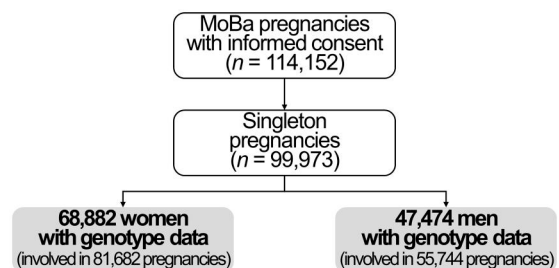 MoBa pregnancies
with informed consent
(n = 114,152)
Singleton
pregnancies
(n = 99,973)
68,882 women
with genotype data
(involved in 81,682 pregnancies)
47,474 men
with genotype data
(involved in 55,744 pregnancies)